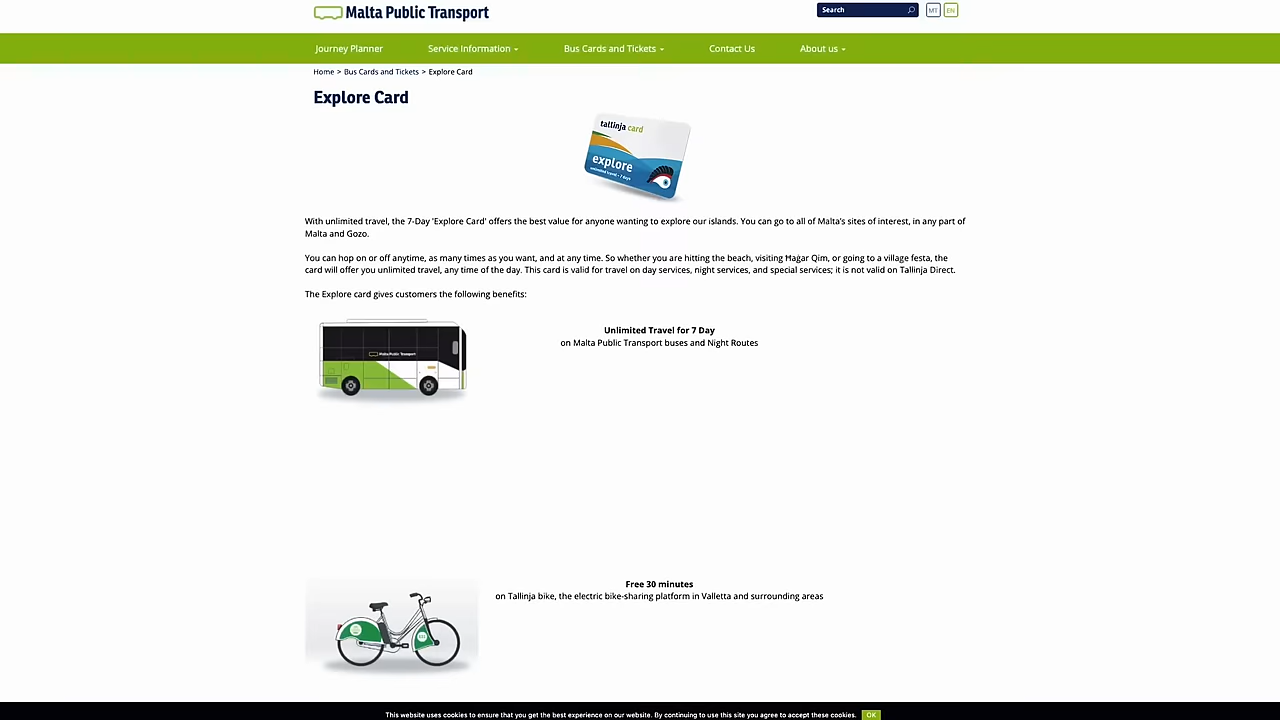 Malta Public Transport
Search
MT
EN
Journey Planner
Service Information
Bus Cards and Tickets
Contact Us
About us
Home > Bus Cards and Tickets > Explore Card
Explore Card
tallinja card
explore
unlimited travel • 7 days
With unlimited travel, the 7-Day 'Explore Card' offers the best value for anyone wanting to explore our islands. You can go to all of Malta's sites of interest, in any part of
Malta and Gozo.
You can hop on or off anytime, as many times as you want, and at any time. So whether you are hitting the beach, visiting Ħaġar Qim, or going to a village festa, the
card will offer you unlimited travel, any time of the day. This card is valid for travel on day services, night services, and special services; it is not valid on Tallinja Direct.
The Explore card gives customers the following benefits:
Malta Public Transport
Unlimited Travel for 7 Day
on Malta Public Transport buses and Night Routes
Free 30 minutes
on Tallinja bike, the electric bike-sharing platform in Valletta and surrounding areas
This website uses cookies to ensure that you get the best experience on our website. By continuing to use this site you agree to accept these cookies.
OK